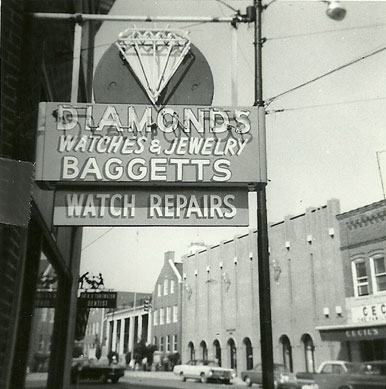 DIAMONDS
WATCHES & JEWELRY
BAGGETTS
WATCH REPAIRS
DENTIST
CECIL'S